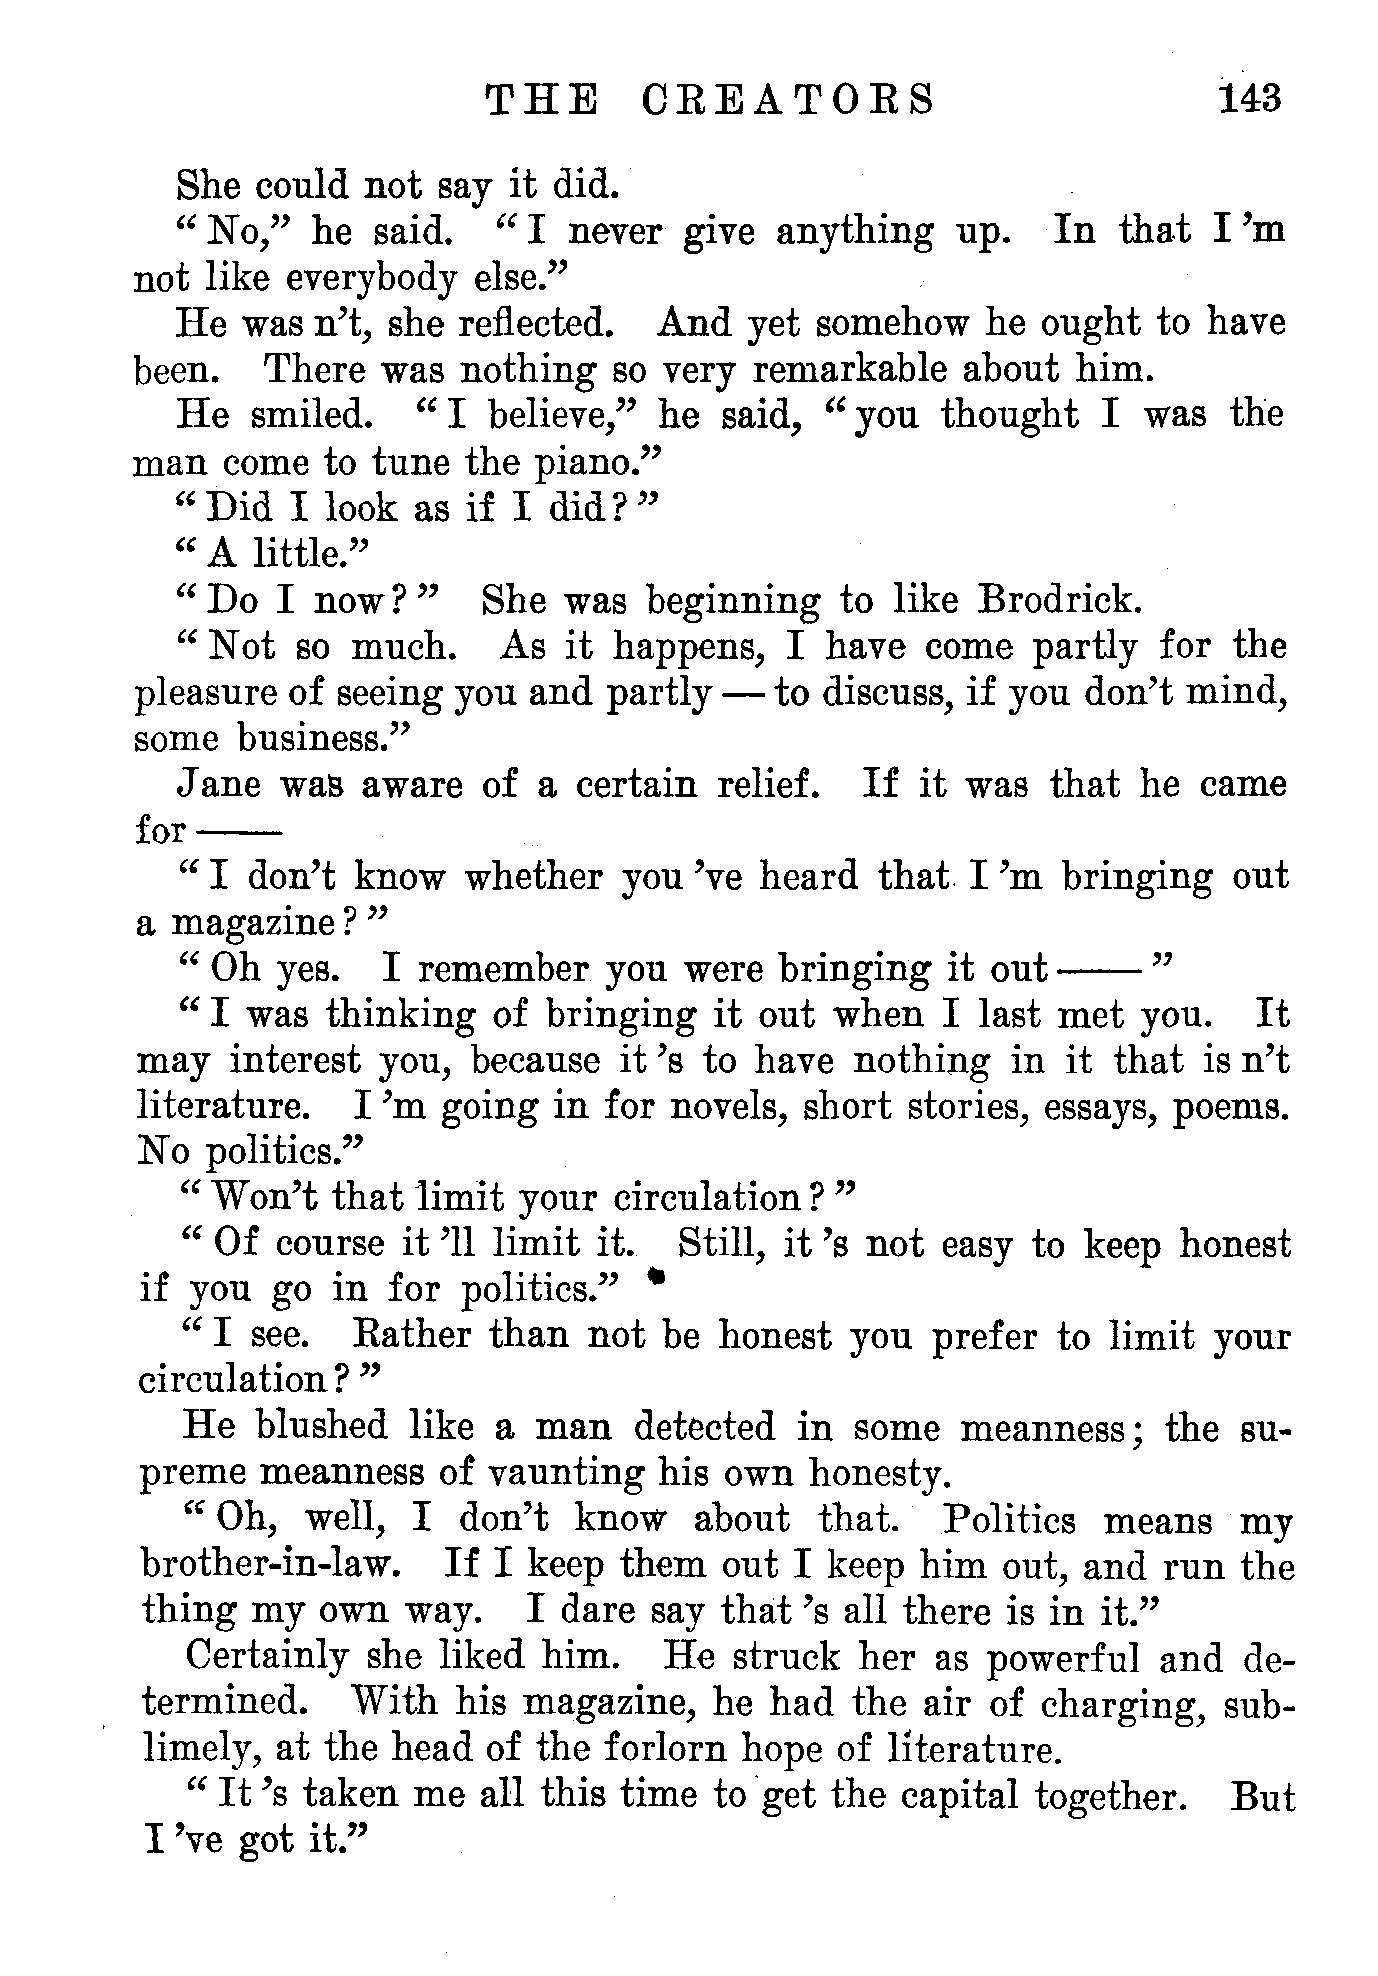 THE CREATORS 143
She could not say it did.
“ No,” he said. “ I never give anything up. In that I ’m
not like everybody else.”
He was n’t, she reflected. And yet somehow he ought to have
been. There was nothing so very remarkable about him.
He smiled. “ I believe,” he said, “ you thought I was the
man come to tune the piano.”
“ Did I look as if I did? ”
“ A little.”
“ Do I now? ” She was beginning to like Brodrick.
“ Not so much. As it happens, I have come partly for the
pleasure of seeing you and partly — to discuss, if you don’t mind,
some business.”
Jane was aware of a certain relief. If it was that he came
for ——
“ I don’t know whether you ’ve heard that I ’m bringing out
a magazine? ”
“ Oh yes. I remember you were bringing it out —— ”
“ I was thinking of bringing it out when I last met you. It
may interest you, because it ’s to have nothing in it that is n’t
literature. I ’m going in for novels, short stories, essays, poems.
No politics.”
“ Won’t that limit your circulation? ”
“ Of course it ’ll limit it. Still, it ’s not easy to keep honest
if you go in for politics.”
“ I see. Rather than not be honest you prefer to limit your
circulation? ”
He blushed like a man detected in some meanness; the su-
preme meanness of vaunting his own honesty.
“ Oh, well, I don’t know about that. Politics means my
brother-in-law. If I keep them out I keep him out, and run the
thing my own way. I dare say that ’s all there is in it.”
Certainly she liked him. He struck her as powerful and de-
termined. With his magazine, he had the air of charging, sub-
limely, at the head of the forlorn hope of literature.
“ It ’s taken me all this time to get the capital together. But
I ’ve got it.”